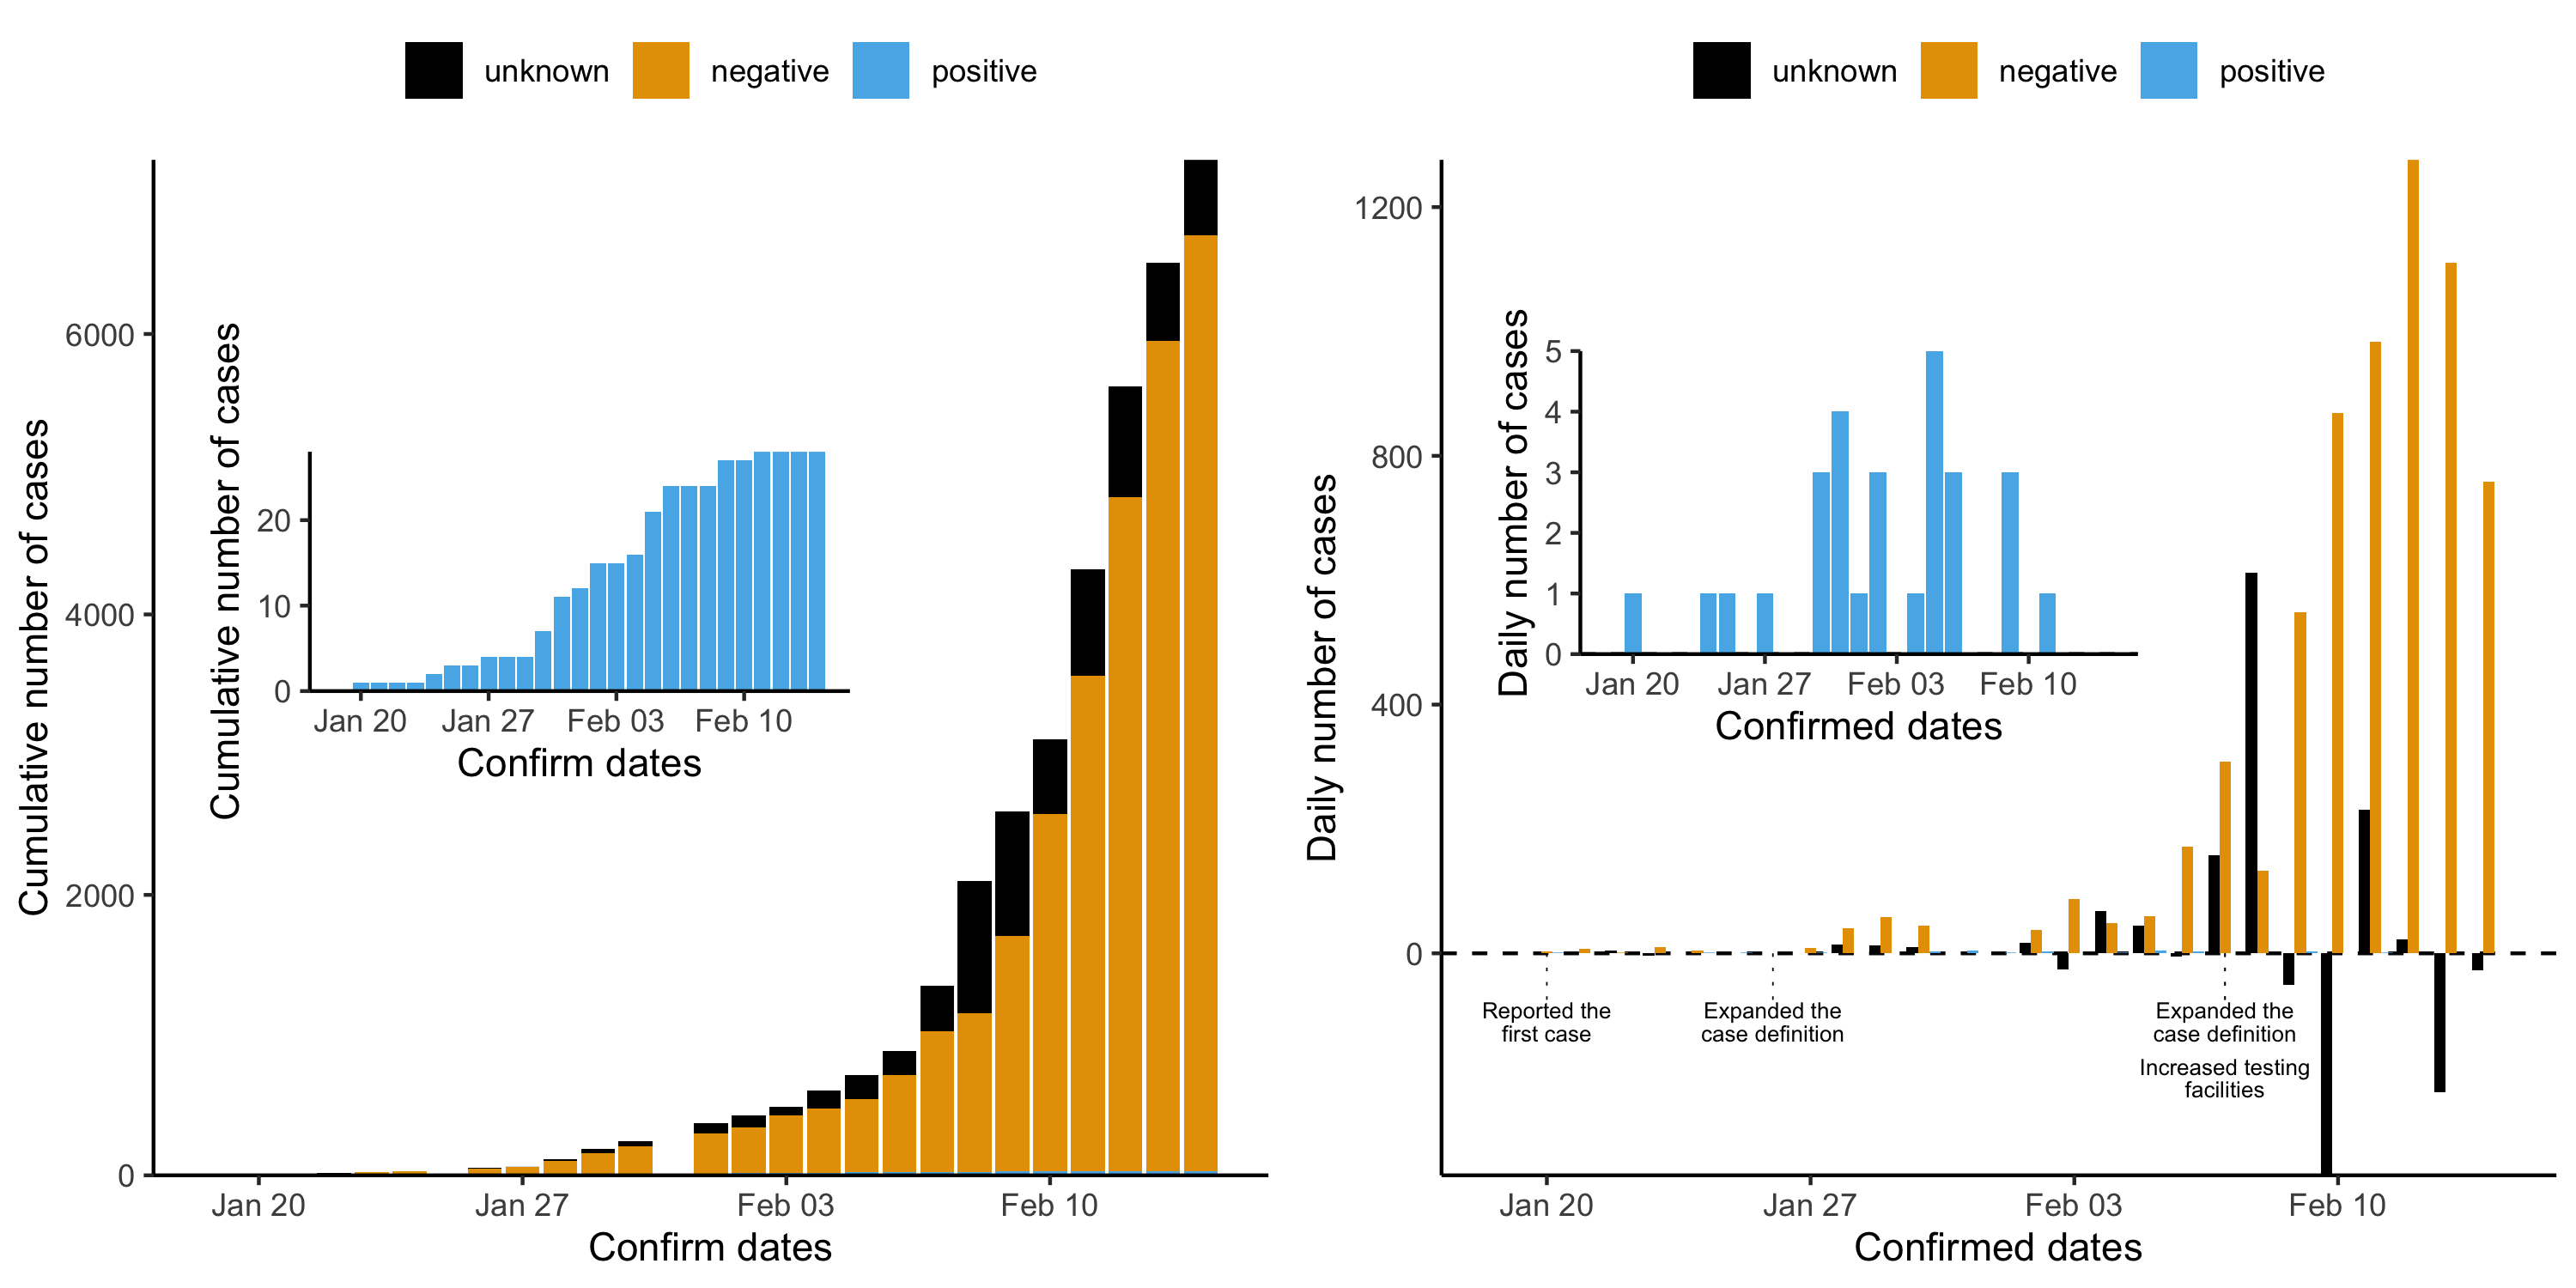 unknown negative positive
Cumulative number of cases
6000
4000
2000
0
Jan 20 Jan 27 Feb 03 Feb 10
Confirm dates
Cumulative number of cases
20
10
0
Jan 20 Jan 27 Feb 03 Feb 10
Confirm dates
unknown negative positive
Daily number of cases
1200
800
400
0
Jan 20 Jan 27 Feb 03 Feb 10
Confirmed dates
Daily number of cases
5
4
3
2
1
0
Jan 20 Jan 27 Feb 03 Feb 10
Confirmed dates
Reported the
first case
Expanded the
case definition
Expanded the
case definition
Increased testing
facilities